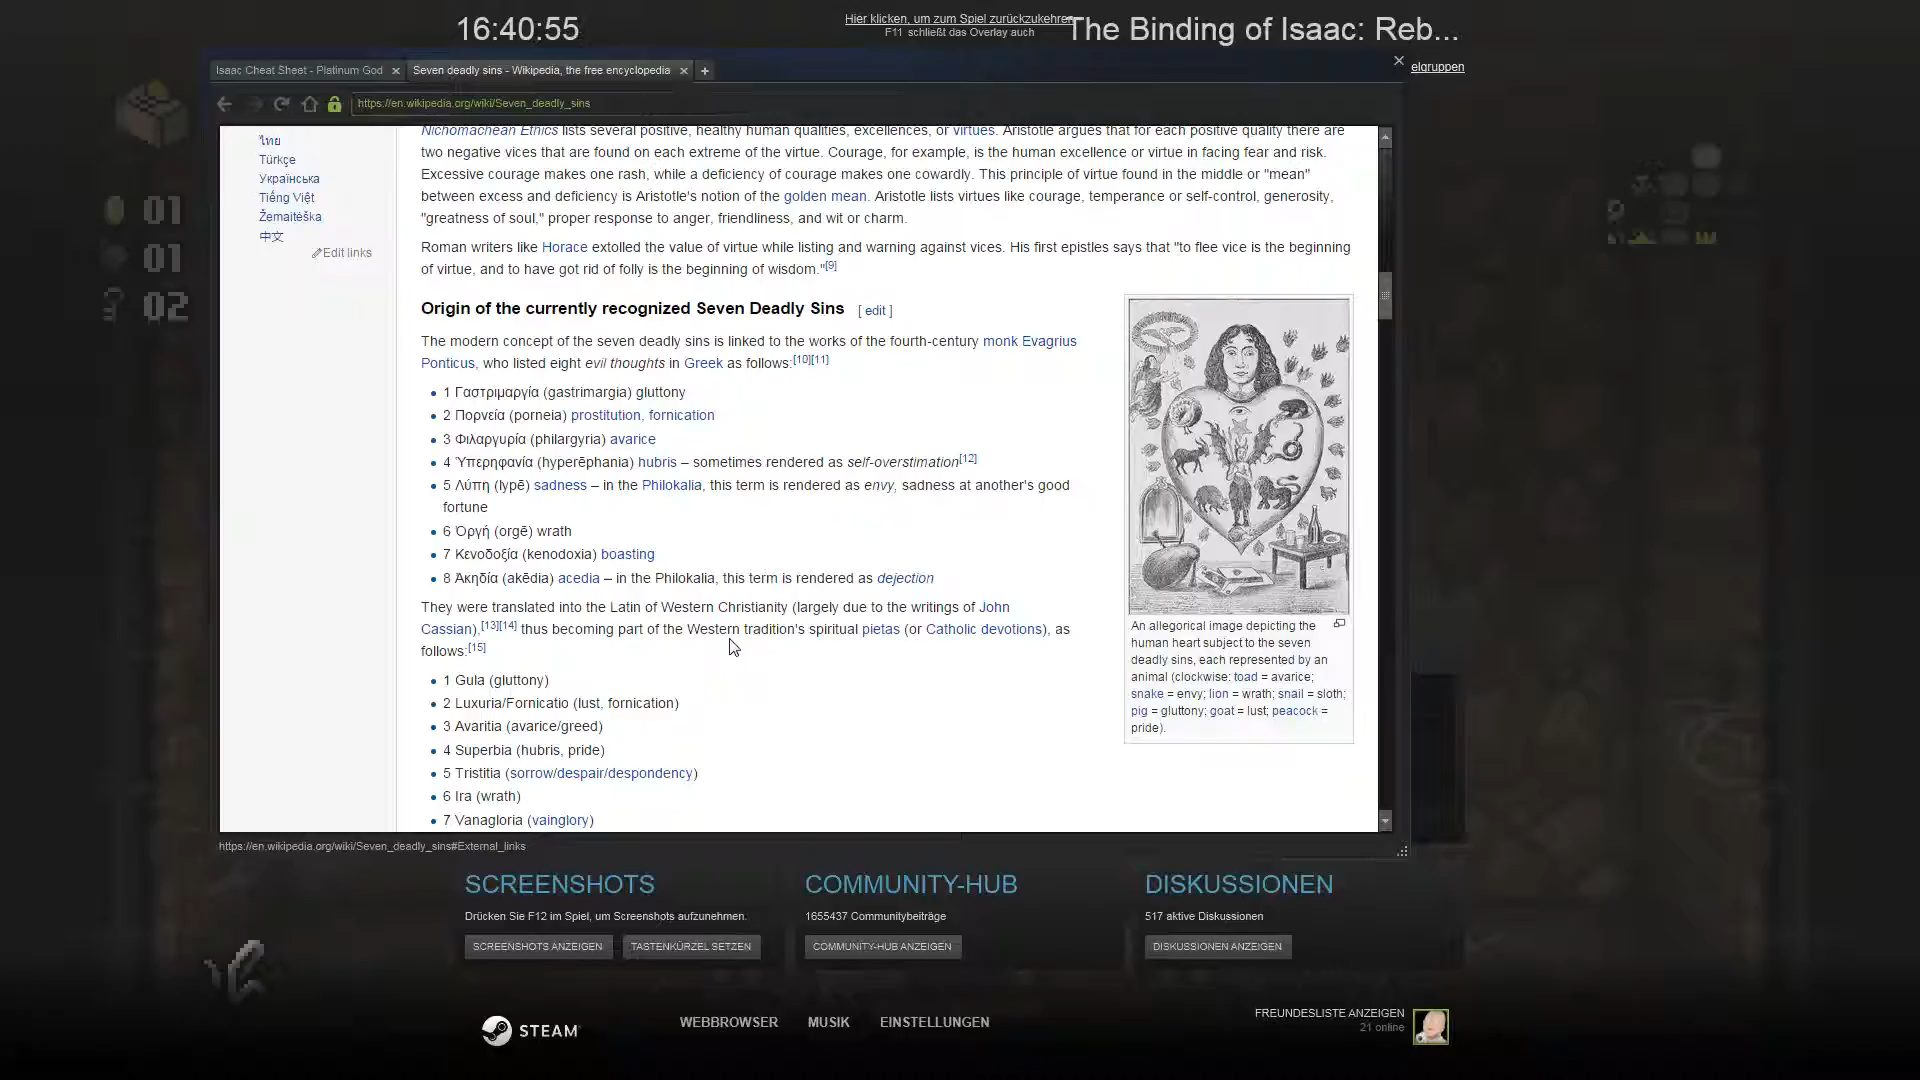 16:40:55
Hier klicken, um zum Spiel zurückzukehren
F11 schließt das Overlay auch
The Binding of Isaac: Reb...
Isaac Cheat Sheet - Platinum God
Seven deadly sins - Wikipedia, the free encyclopedia
elgruppen
https://en.wikipedia.org/wiki/Seven_deadly_sins
ไทย
Türkçe
Українська
Tiếng Việt
Žemaitėška
中文
Edit links
01
01
02
Nichomachean Ethics lists several positive, healthy human qualities, excellences, or virtues. Aristotle argues that for each positive quality there are
two negative vices that are found on each extreme of the virtue. Courage, for example, is the human excellence or virtue in facing fear and risk.
Excessive courage makes one rash, while a deficiency of courage makes one cowardly. This principle of virtue found in the middle or "mean"
between excess and deficiency is Aristotle's notion of the golden mean. Aristotle lists virtues like courage, temperance or self-control, generosity,
"greatness of soul," proper response to anger, friendliness, and wit or charm.
Roman writers like Horace extolled the value of virtue while listing and warning against vices. His first epistles says that "to flee vice is the beginning
of virtue, and to have got rid of folly is the beginning of wisdom."[9]
Origin of the currently recognized Seven Deadly Sins [ edit ]
The modern concept of the seven deadly sins is linked to the works of the fourth-century monk Evagrius
Ponticus, who listed eight evil thoughts in Greek as follows:[10][11]
1 Γαστριμαργία (gastrimargia) gluttony
2 Πορνεία (porneia) prostitution, fornication
3 Φιλαργυρία (philargyria) avarice
4 Ὑπερηφανία (hyperēphania) hubris – sometimes rendered as self-overstimation[12]
5 Λύπη (lypē) sadness – in the Philokalia, this term is rendered as envy, sadness at another's good
fortune
6 Ὀργή (orgē) wrath
7 Κενοδοξία (kenodoxia) boasting
8 Ἀκηδία (akēdia) acedia – in the Philokalia, this term is rendered as dejection
They were translated into the Latin of Western Christianity (largely due to the writings of John
Cassian),[13][14] thus becoming part of the Western tradition's spiritual pietas (or Catholic devotions), as
follows:[15]
1 Gula (gluttony)
2 Luxuria/Fornicatio (lust, fornication)
3 Avaritia (avarice/greed)
4 Superbia (hubris, pride)
5 Tristitia (sorrow/despair/despondency)
6 Ira (wrath)
7 Vanagloria (vainglory)
An allegorical image depicting the
human heart subject to the seven
deadly sins, each represented by an
animal (clockwise: toad = avarice;
snake = envy; lion = wrath; snail = sloth;
pig = gluttony; goat = lust; peacock =
pride).
https://en.wikipedia.org/wiki/Seven_deadly_sins#External_links
SCREENSHOTS
Drücken Sie F12 im Spiel, um Screenshots aufzunehmen.
SCREENSHOTS ANZEIGEN
TASTENKÜRZEL SETZEN
COMMUNITY-HUB
1655437 Communitybeiträge
COMMUNITY-HUB ANZEIGEN
DISKUSSIONEN
517 aktive Diskussionen
DISKUSSIONEN ANZEIGEN
STEAM
WEBBROWSER
MUSIK
EINSTELLUNGEN
FREUNDESLISTE ANZEIGEN
21 online